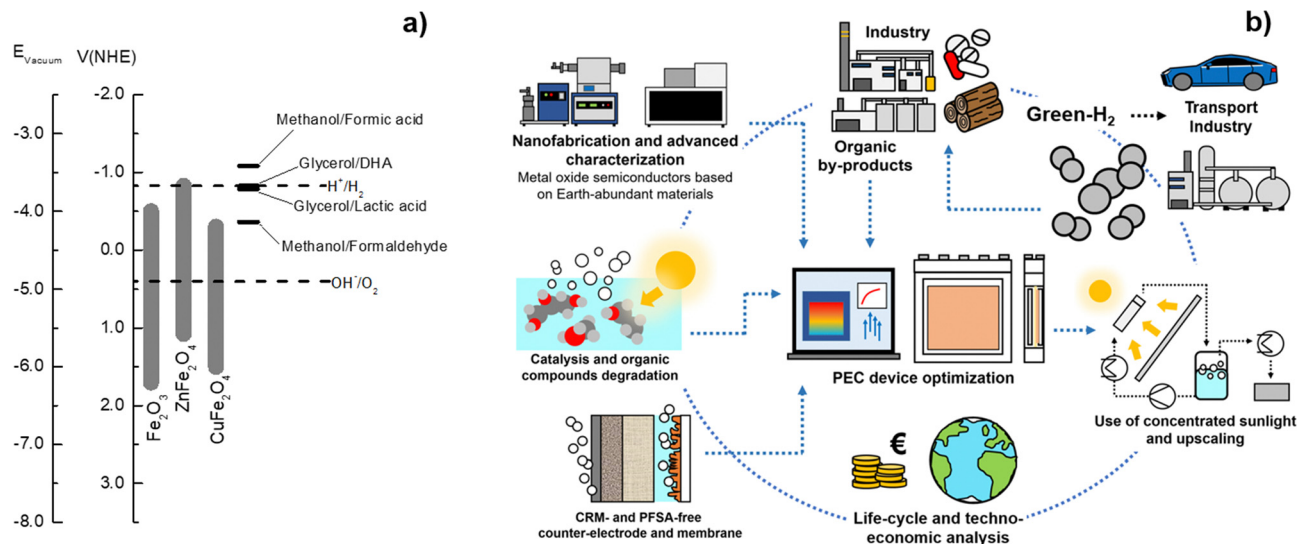 a)
E_Vacuum V(NHE)
-2.0
-3.0
-1.0
-4.0
0.0
-5.0
1.0
-6.0
2.0
-7.0
3.0
-8.0
Methanol/Formic acid
Glycerol/DHA
H⁺/H₂
Glycerol/Lactic acid
Methanol/Formaldehyde
OH⁻/O₂
Fe₂O₃
ZnFe₂O₄
CuFe₂O₄
b)
Nanofabrication and advanced
characterization
Metal oxide semiconductors based
on Earth-abundant materials
Industry
Organic
by-products
Green-H₂
Transport
Industry
Catalysis and organic
compounds degradation
PEC device optimization
Use of concentrated sunlight
and upscaling
CRM- and PFSA-free
counter-electrode and membrane
€
Life-cycle and techno-
economic analysis